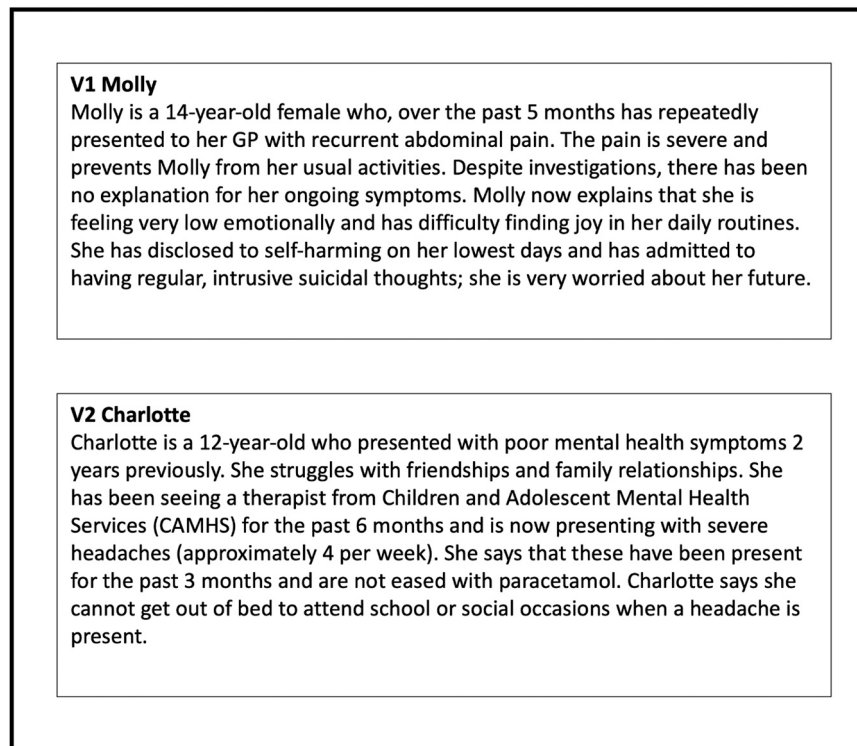 V1 Molly
Molly is a 14-year-old female who, over the past 5 months has repeatedly
presented to her GP with recurrent abdominal pain. The pain is severe and
prevents Molly from her usual activities. Despite investigations, there has been
no explanation for her ongoing symptoms. Molly now explains that she is
feeling very low emotionally and has difficulty finding joy in her daily routines.
She has disclosed to self-harming on her lowest days and has admitted to
having regular, intrusive suicidal thoughts; she is very worried about her future.
V2 Charlotte
Charlotte is a 12-year-old who presented with poor mental health symptoms 2
years previously. She struggles with friendships and family relationships. She
has been seeing a therapist from Children and Adolescent Mental Health
Services (CAMHS) for the past 6 months and is now presenting with severe
headaches (approximately 4 per week). She says that these have been present
for the past 3 months and are not eased with paracetamol. Charlotte says she
cannot get out of bed to attend school or social occasions when a headache is
present.